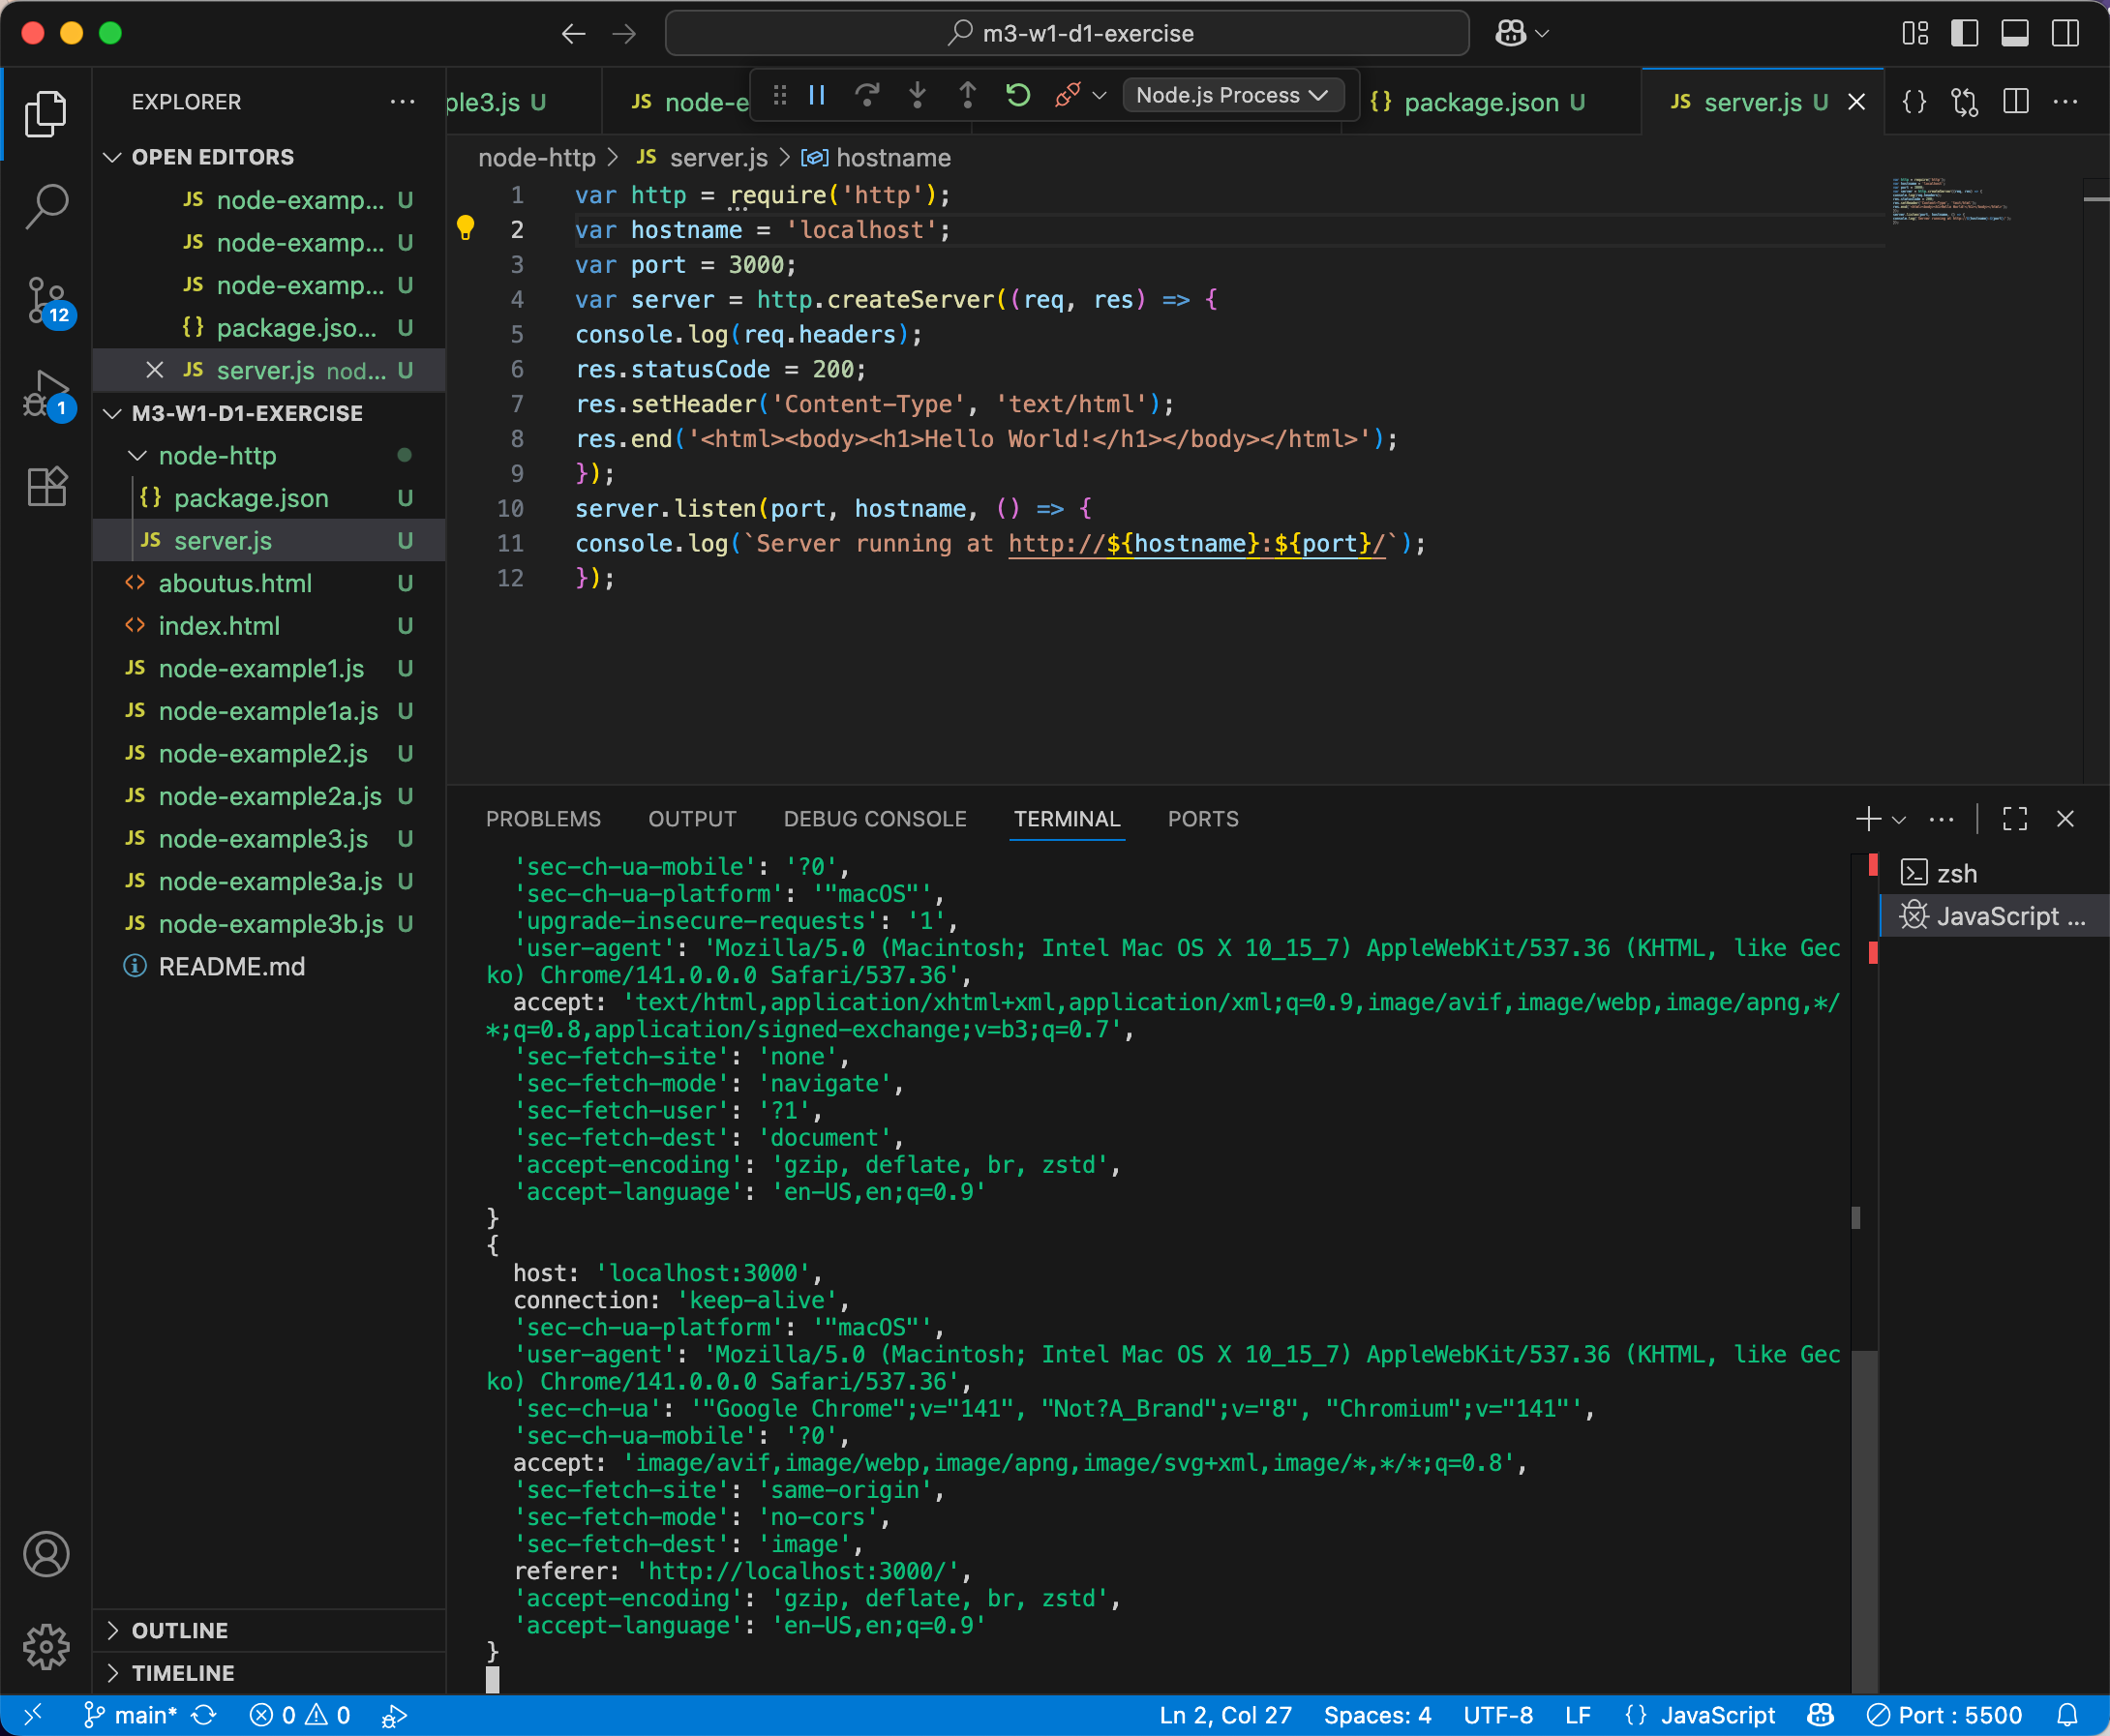 m3-w1-d1-exercise
EXPLORER
ple3.js U
JS node-e
Node.js Process
{} package.json U
JS server.js U
OPEN EDITORS
JS node-examp... U
JS node-examp... U
JS node-examp... U
{} package.jso... U
JS server.js nod... U
M3-W1-D1-EXERCISE
node-http
{} package.json U
JS server.js U
<> aboutus.html U
<> index.html U
JS node-example1.js U
JS node-example1a.js U
JS node-example2.js U
JS node-example2a.js U
JS node-example3.js U
JS node-example3a.js U
JS node-example3b.js U
README.md
OUTLINE
TIMELINE
12
1
node-http > JS server.js > hostname
1 var http = require('http');
2 var hostname = 'localhost';
3 var port = 3000;
4 var server = http.createServer((req, res) => {
5 console.log(req.headers);
6 res.statusCode = 200;
7 res.setHeader('Content-Type', 'text/html');
8 res.end('<html><body><h1>Hello World!</h1></body></html>');
9 });
10 server.listen(port, hostname, () => {
11 console.log(`Server running at http://${hostname}:${port}/`);
12 });
PROBLEMS OUTPUT DEBUG CONSOLE TERMINAL PORTS
zsh
JavaScript ...
'sec-ch-ua-mobile': '?0',
'sec-ch-ua-platform': '"macOS"',
'upgrade-insecure-requests': '1',
'user-agent': 'Mozilla/5.0 (Macintosh; Intel Mac OS X 10_15_7) AppleWebKit/537.36 (KHTML, like Gec
ko) Chrome/141.0.0.0 Safari/537.36',
accept: 'text/html,application/xhtml+xml,application/xml;q=0.9,image/avif,image/webp,image/apng,*/
*;q=0.8,application/signed-exchange;v=b3;q=0.7',
'sec-fetch-site': 'none',
'sec-fetch-mode': 'navigate',
'sec-fetch-user': '?1',
'sec-fetch-dest': 'document',
'accept-encoding': 'gzip, deflate, br, zstd',
'accept-language': 'en-US,en;q=0.9'
}
{
host: 'localhost:3000',
connection: 'keep-alive',
'sec-ch-ua-platform': '"macOS"',
'user-agent': 'Mozilla/5.0 (Macintosh; Intel Mac OS X 10_15_7) AppleWebKit/537.36 (KHTML, like Gec
ko) Chrome/141.0.0.0 Safari/537.36',
'sec-ch-ua': '"Google Chrome";v="141", "Not?A_Brand";v="8", "Chromium";v="141"',
'sec-ch-ua-mobile': '?0',
accept: 'image/avif,image/webp,image/apng,image/svg+xml,image/*,*/*;q=0.8',
'sec-fetch-site': 'same-origin',
'sec-fetch-mode': 'no-cors',
'sec-fetch-dest': 'image',
referer: 'http://localhost:3000/',
'accept-encoding': 'gzip, deflate, br, zstd',
'accept-language': 'en-US,en;q=0.9'
}
main* 0 0 Ln 2, Col 27 Spaces: 4 UTF-8 LF {} JavaScript Port : 5500